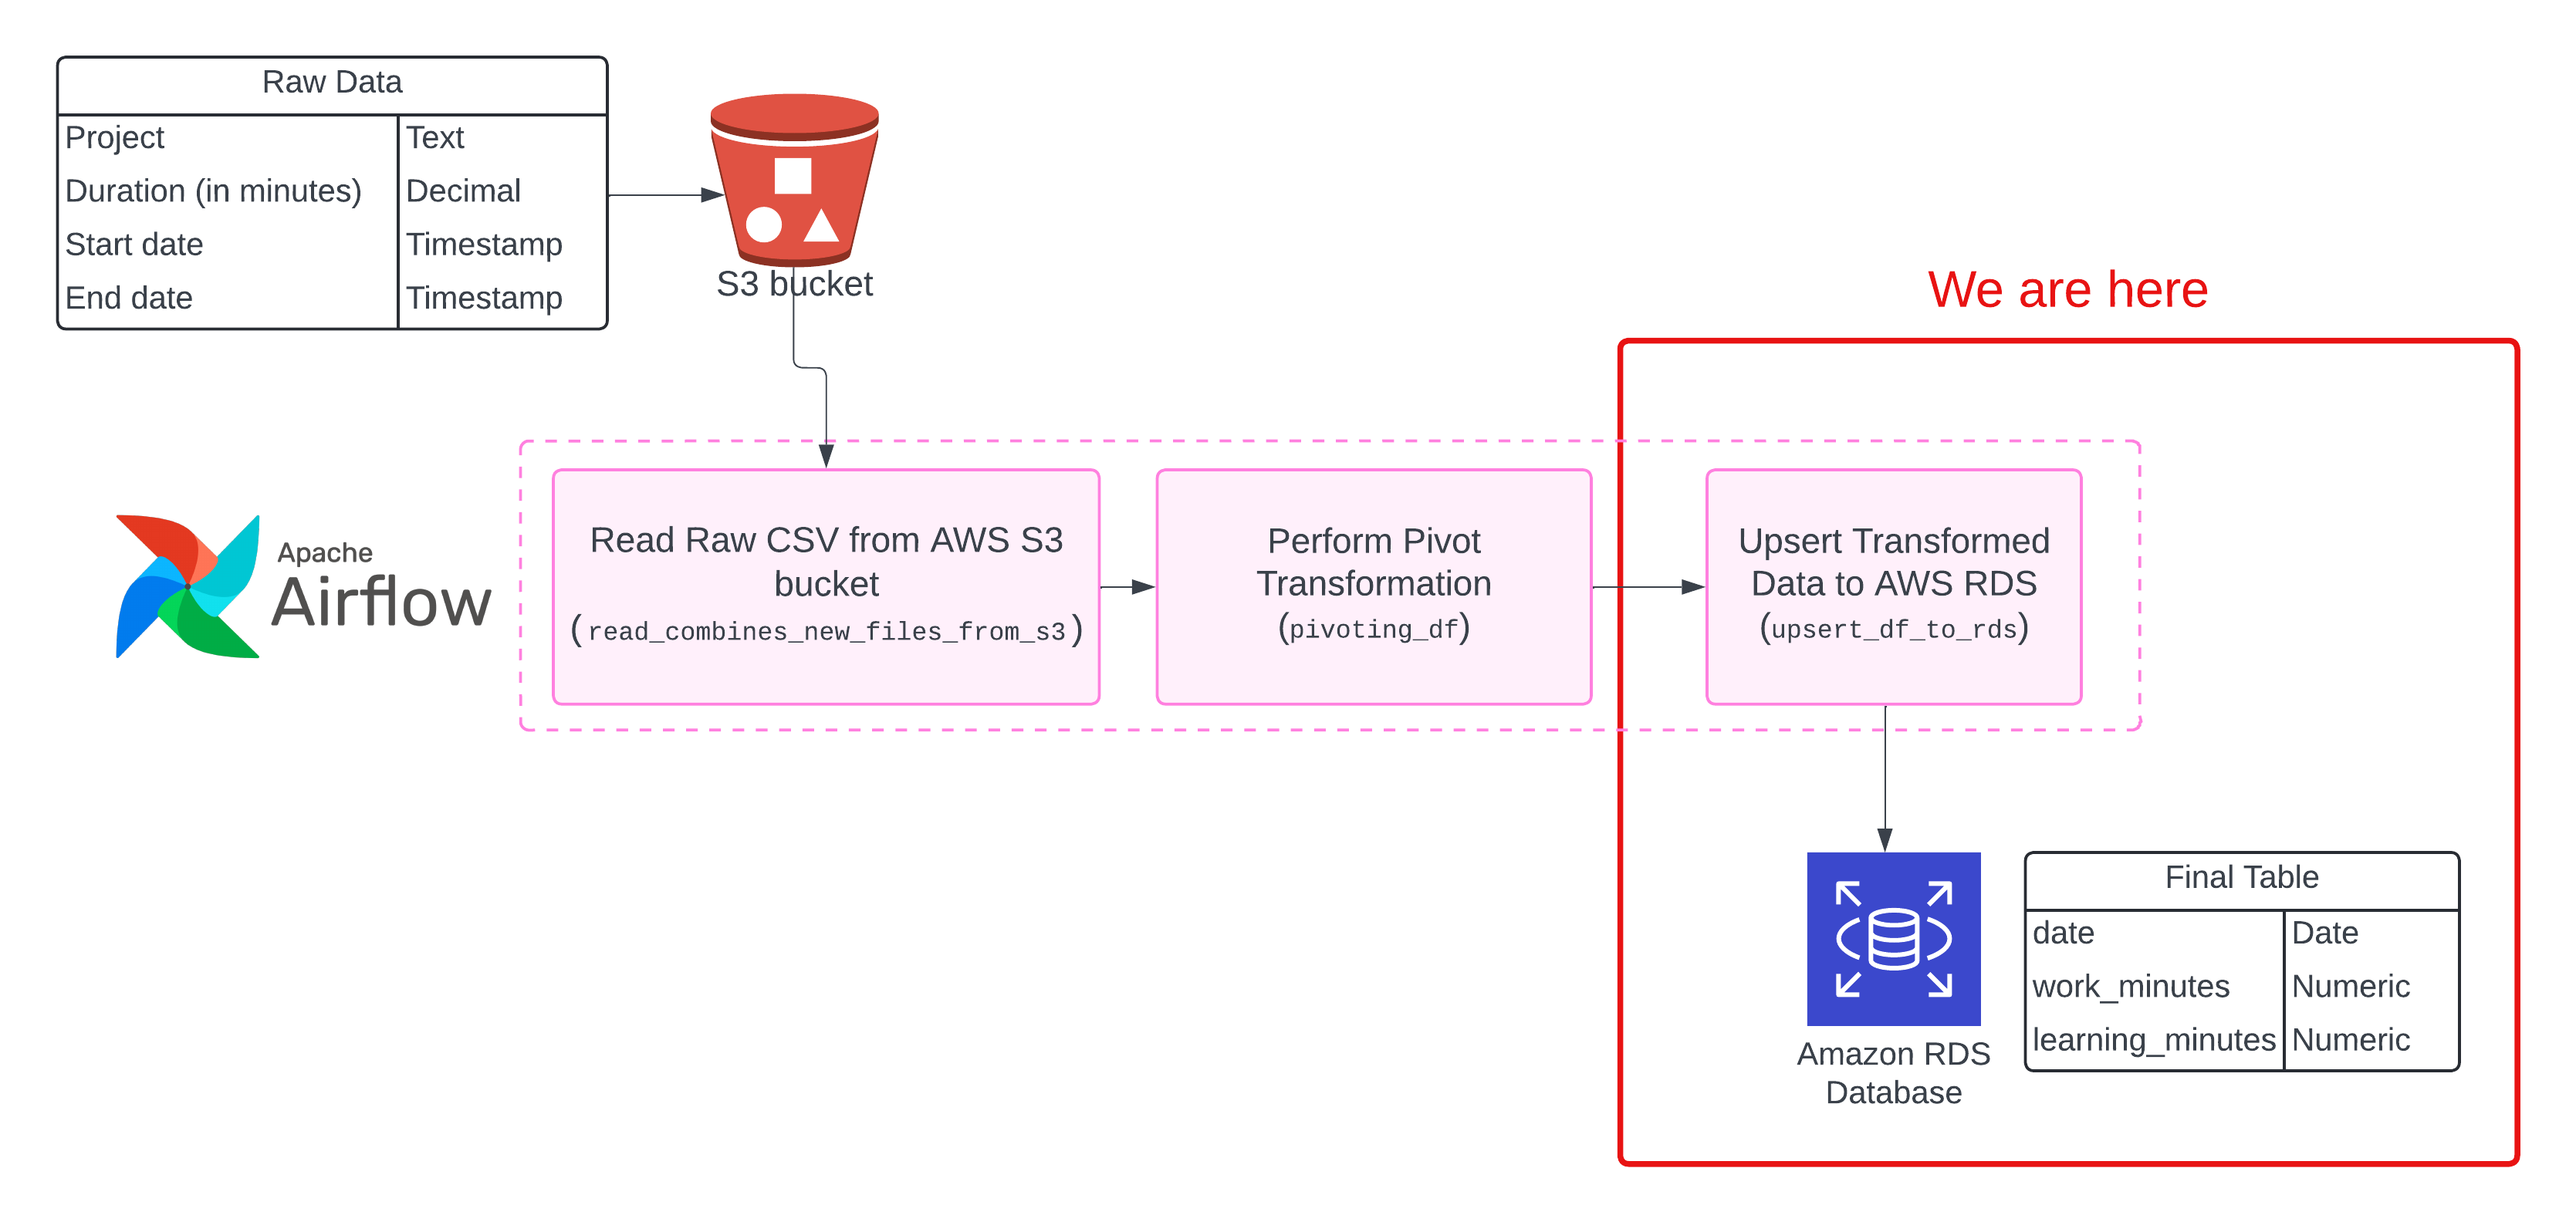 Raw Data
Project Text
Duration (in minutes) Decimal
Start date Timestamp
End date Timestamp
S3 bucket
We are here
Apache
Airflow
Read Raw CSV from AWS S3
bucket
(read_combines_new_files_from_s3)
Perform Pivot
Transformation
(pivoting_df)
Upsert Transformed
Data to AWS RDS
(upsert_df_to_rds)
Amazon RDS
Database
Final Table
date Date
work_minutes Numeric
learning_minutes Numeric